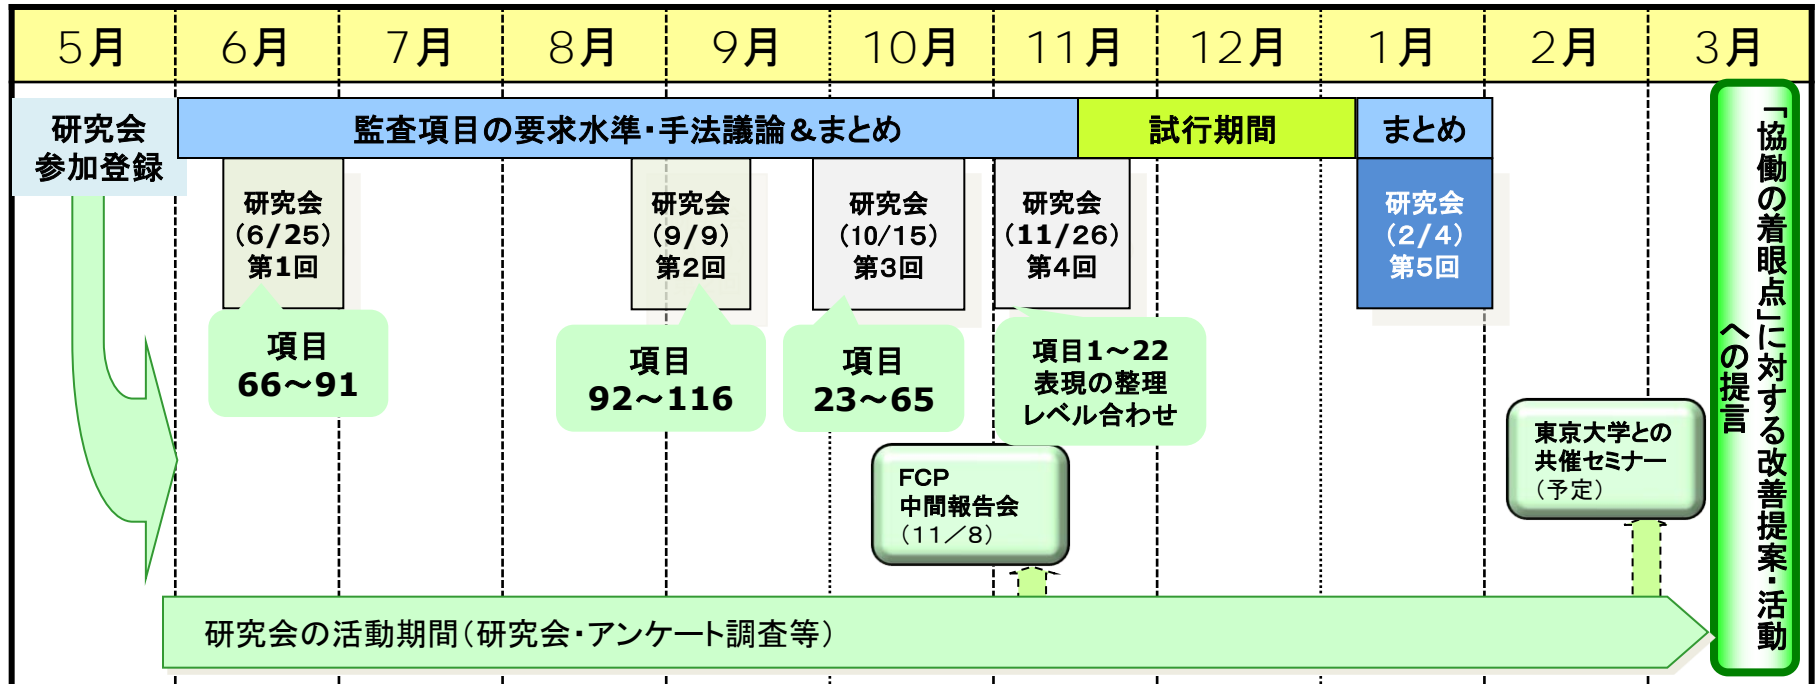 5月 6月 7月 8月 9月 10月 11月 12月 1月 2月 3月
研究会
参加登録
監査項目の要求水準・手法議論＆まとめ
試行期間
まとめ
研究会
（６/２５）
第１回
研究会
（９/９）
第２回
研究会
（10/１５）
第３回
研究会
（１１/２６）
第４回
研究会
（２/４）
第５回
項目
66～91
項目
92～116
項目
23～65
項目1～22
表現の整理
レベル合わせ
FCP
中間報告会
（１１／８）
東京大学との
共催セミナー
（予定）
研究会の活動期間（研究会・アンケート調査等）
「協働の着眼点」に対する改善提案・活動
への提言